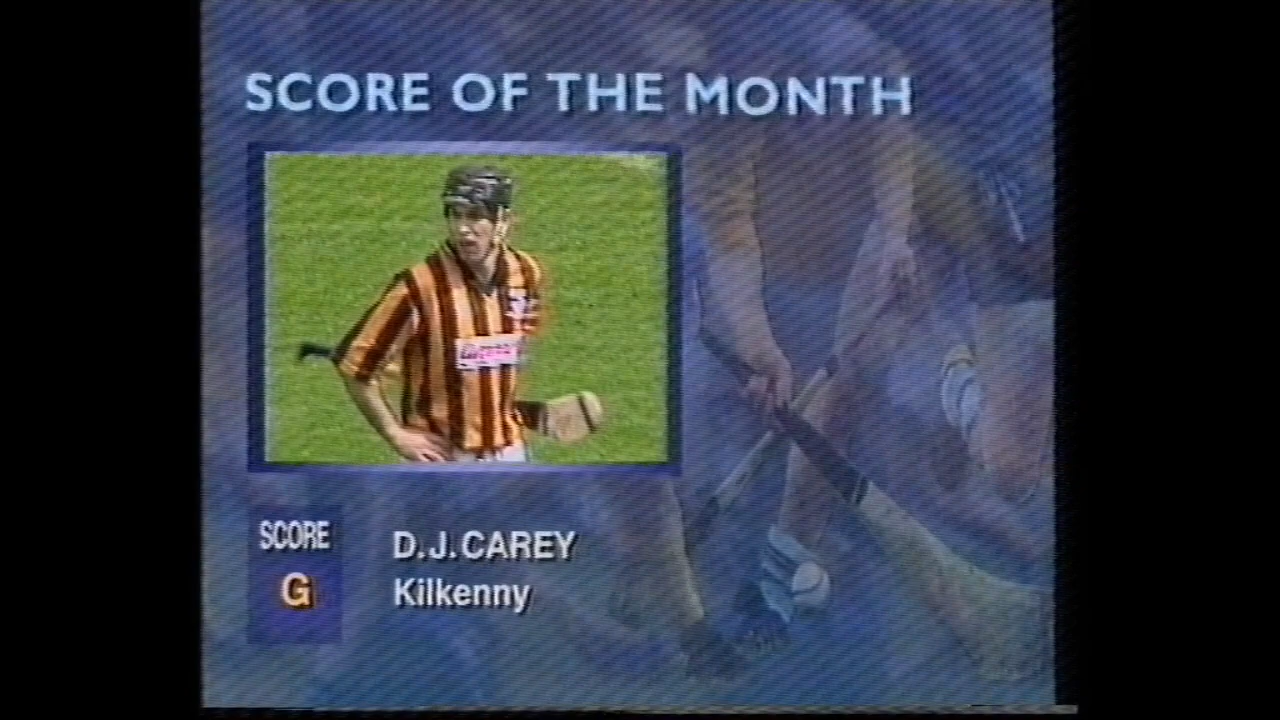 SCORE OF THE MONTH
SCORE
G
D.J.CAREY
Kilkenny